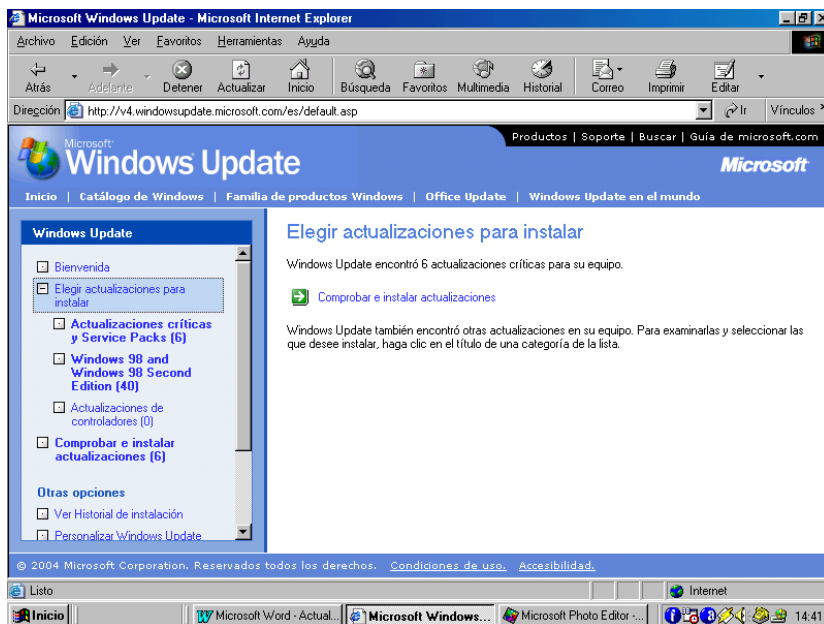 Microsoft Windows Update - Microsoft Internet Explorer
Archivo Edición Ver Favoritos Herramientas Ayuda
Atrás Adelante Detener Actualizar Inicio Búsqueda Favoritos Multimedia Historial Correo Imprimir Editar
Dirección http://v4.windowsupdate.microsoft.com/es/default.asp Ir Vínculos »
Productos | Soporte | Buscar | Guía de microsoft.com
Microsoft
Windows Update
Microsoft
Inicio | Catálogo de Windows | Familia de productos Windows | Office Update | Windows Update en el mundo
Windows Update
Bienvenida
Elegir actualizaciones para
instalar
Actualizaciones críticas
y Service Packs (6)
Windows 98 and
Windows 98 Second
Edition (40)
Actualizaciones de
controladores (0)
Comprobar e instalar
actualizaciones (6)
Otras opciones
Ver Historial de instalación
Personalizar Windows Update
Elegir actualizaciones para instalar
Windows Update encontró 6 actualizaciones críticas para su equipo.
Comprobar e instalar actualizaciones
Windows Update también encontró otras actualizaciones en su equipo. Para examinarlas y seleccionar las
que desee instalar, haga clic en el título de una categoría de la lista.
© 2004 Microsoft Corporation. Reservados todos los derechos. Condiciones de uso. Accesibilidad.
Listo Internet
Inicio Microsoft Word - Actual... Microsoft Windows... Microsoft Photo Editor -... 14:41